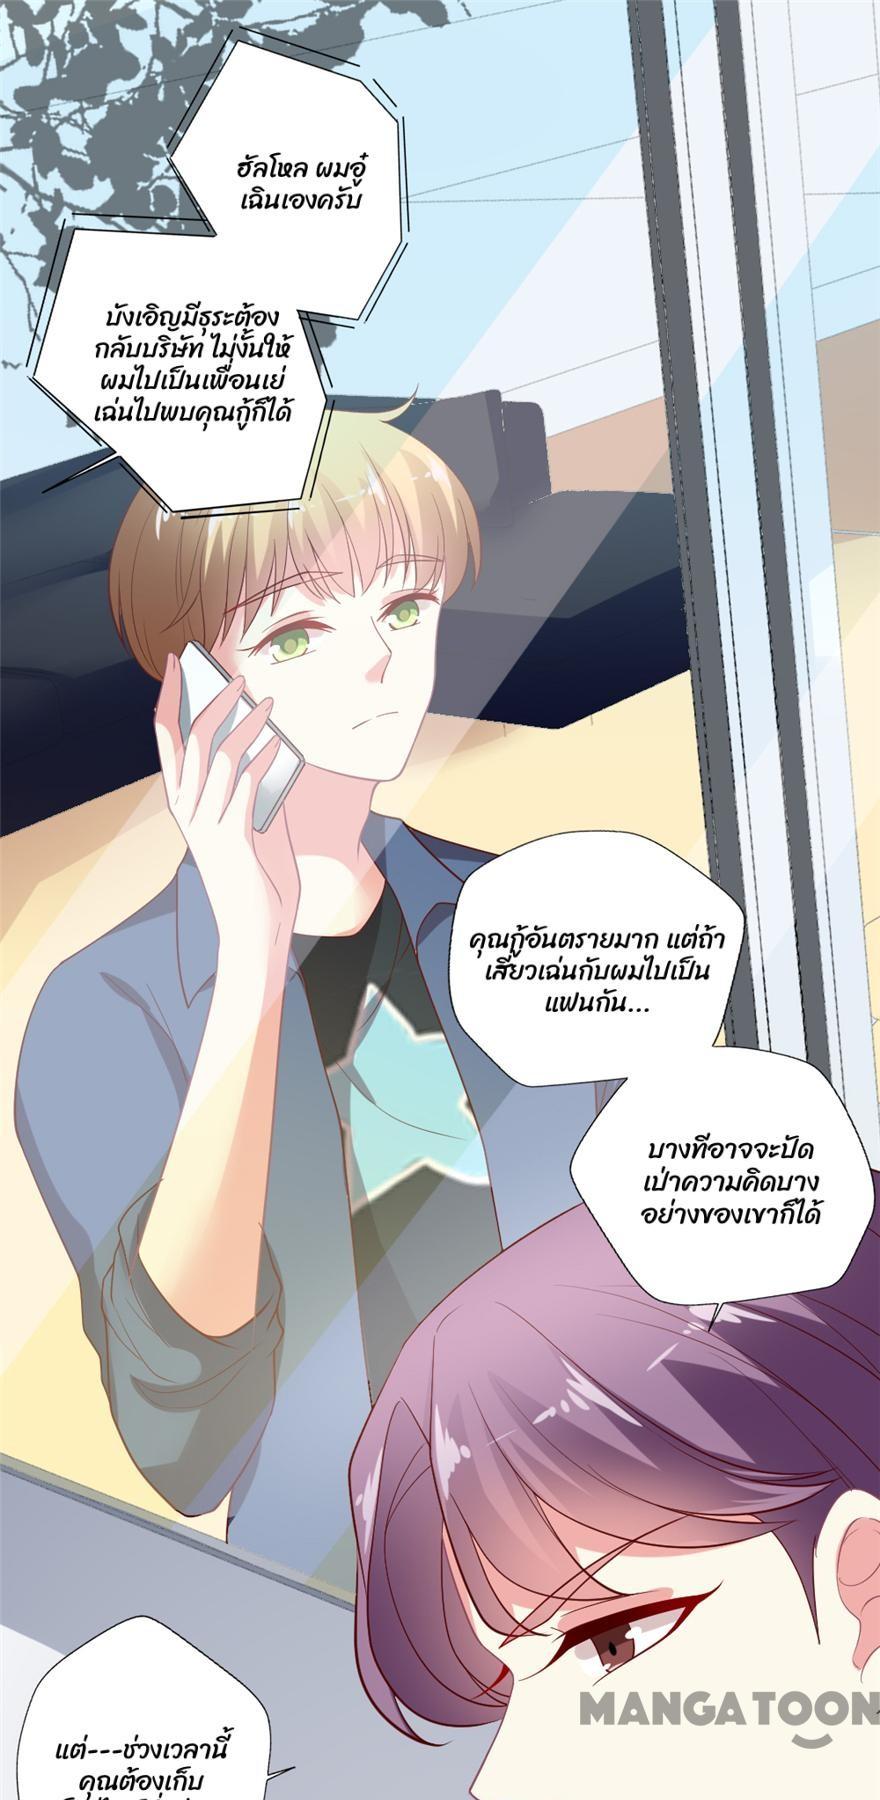 ฮัลโหล ผมอู๋
เฉินเองครับ
บังเอิญมีธุระต้อง
กลับบริษัท ไม่งั้นให้
ผมไปเป็นเพื่อนเย่
เฉ่นไปพบคุณกู้ก็ได้
คุณกู้อันตรายมาก แต่ถ้า
เสี่ยวเฉ่นกับผมไปเป็น
แฟนกัน...
บางทีอาจจะปัด
เป่าความคิดบาง
อย่างของเขาก็ได้
MANGATOON
แต่---ช่วงเวลานี้
คุณต้องเก็บ